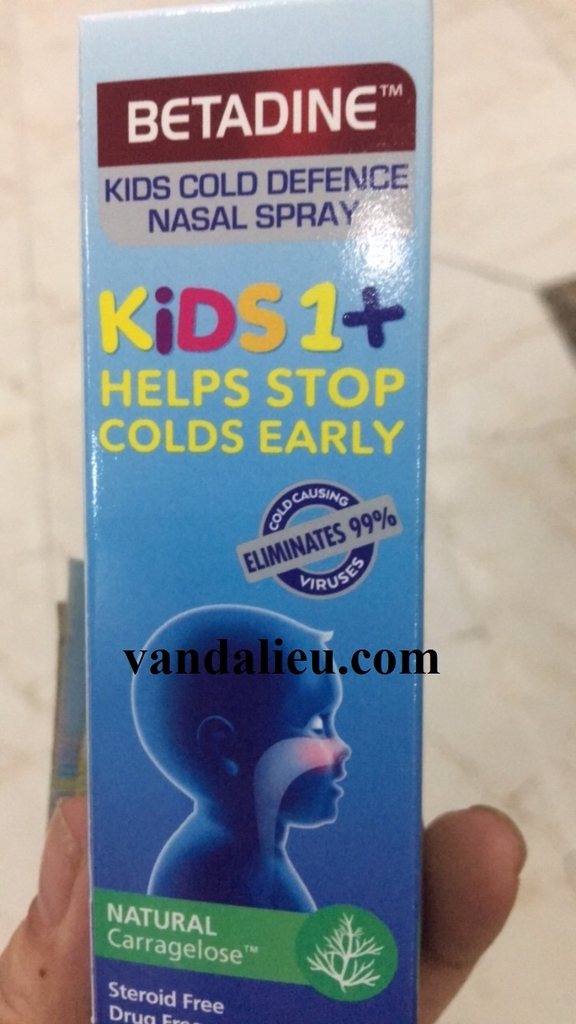 BETADINE™
KIDS COLD DEFENCE
NASAL SPRAY
KiDS 1+
HELPS STOP
COLDS EARLY
COLD CAUSING
ELIMINATES 99%
VIRUSES
vandalieu.com
NATURAL
Carragelose™
Steroid Free
Drug